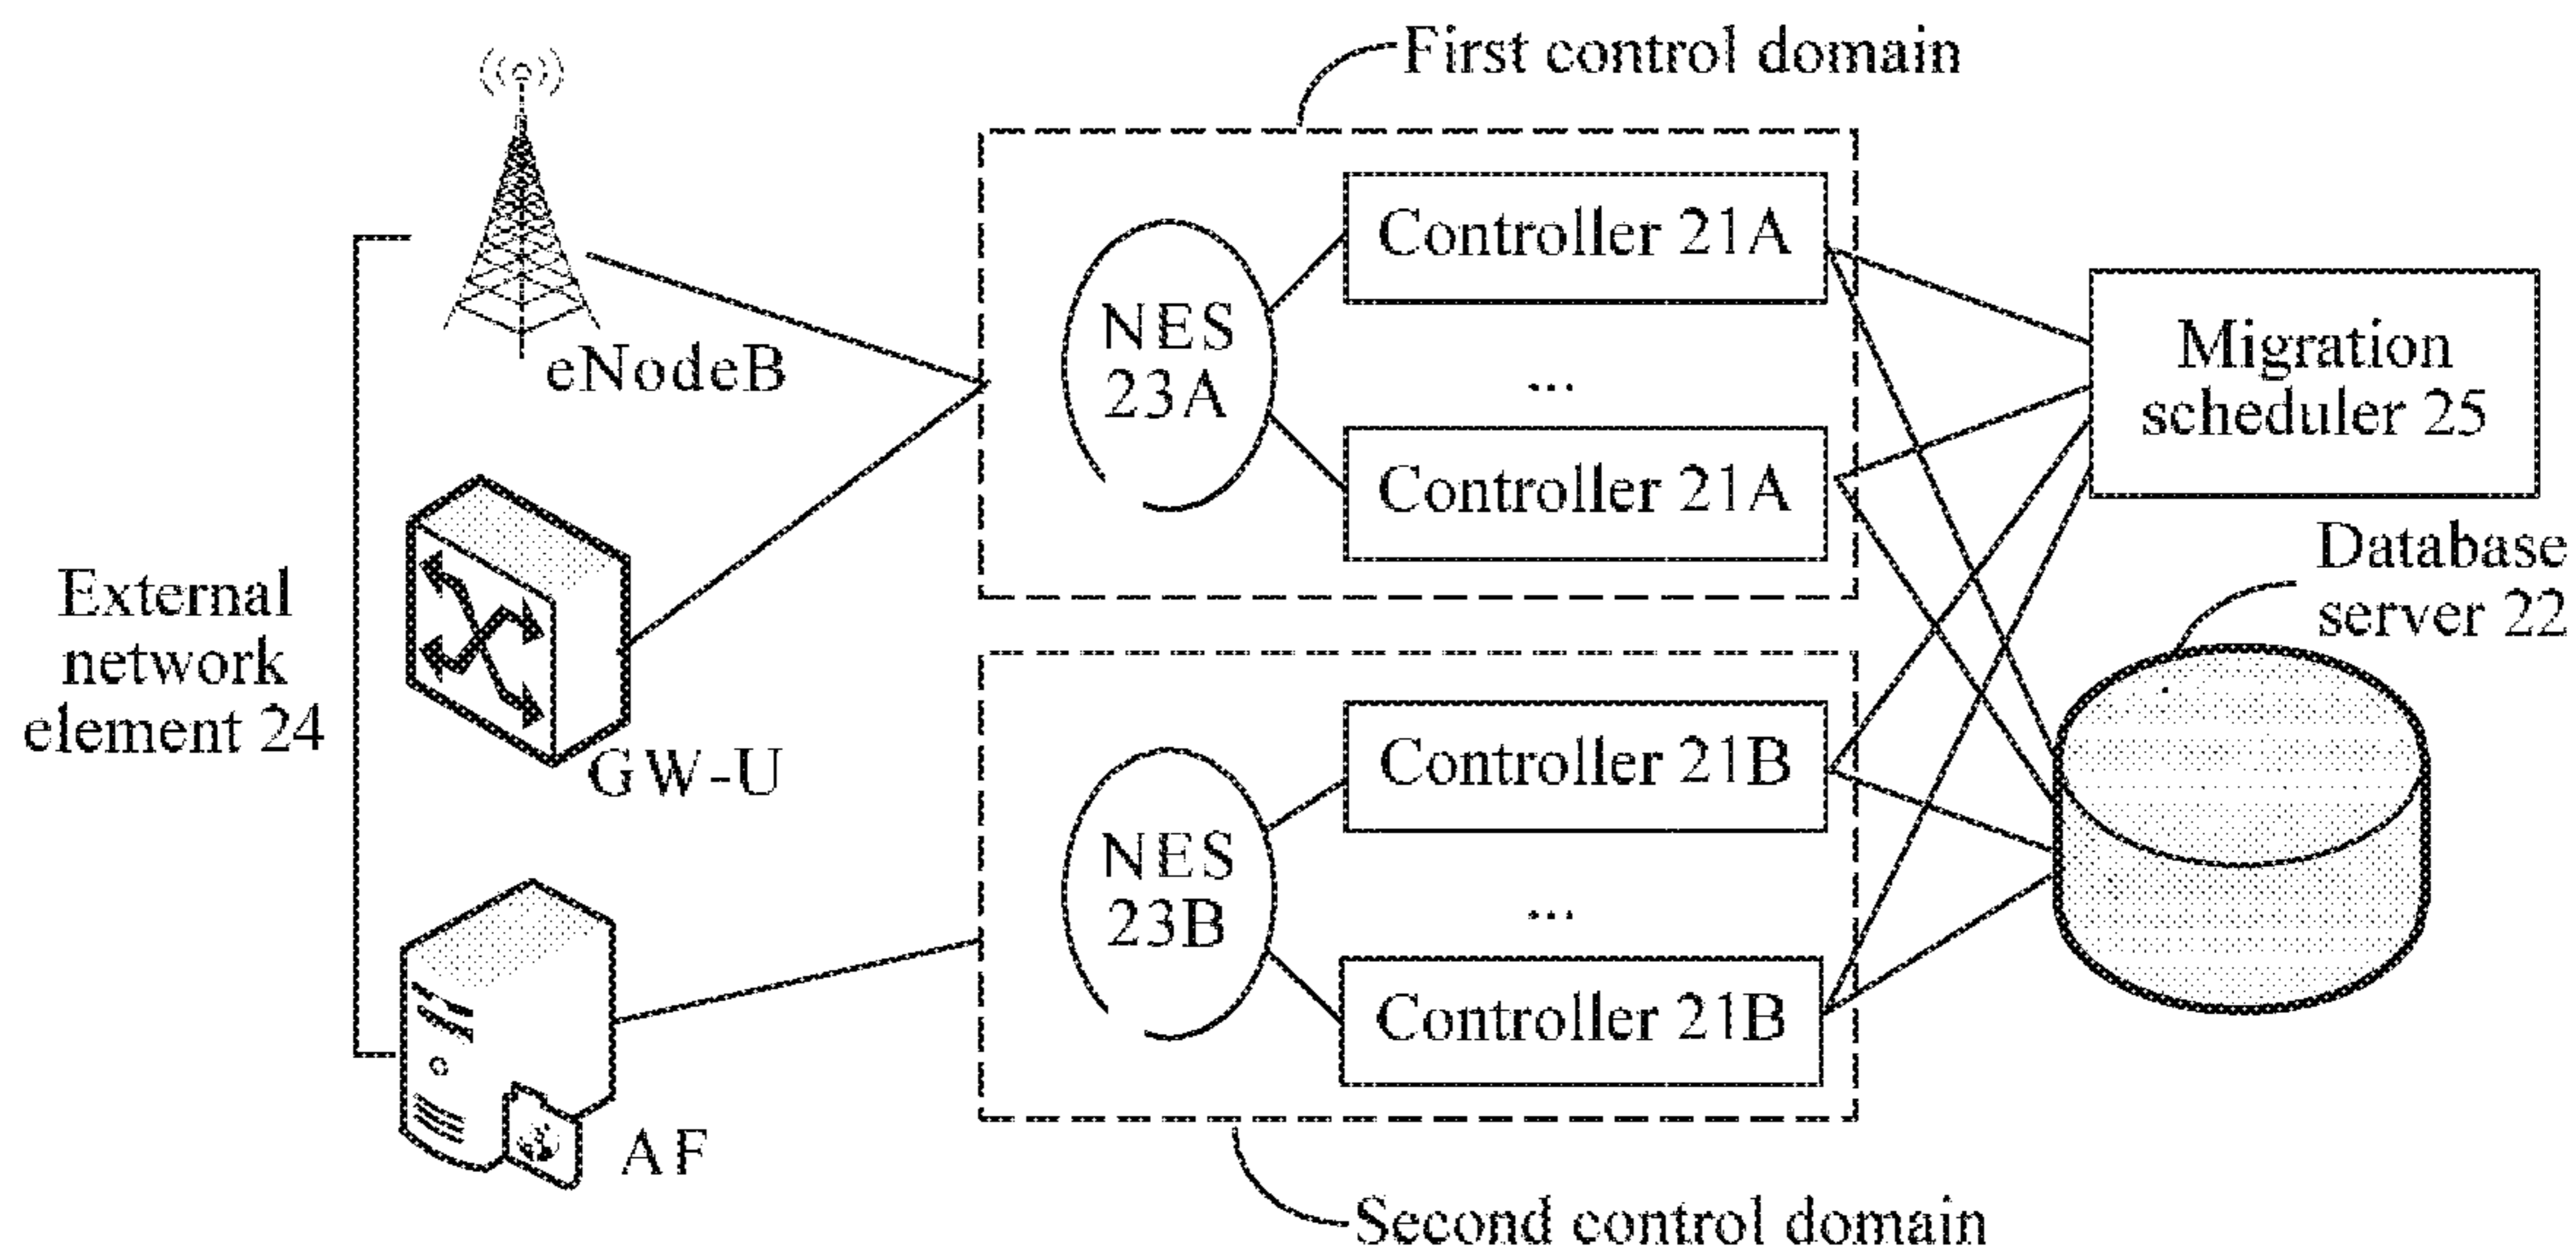 First control domain
eNodeB
NES
23A
Controller 21A
...
Controller 21A
Migration
scheduler 25
Database
server 22
External
network
element 24
GW-U
NES
23B
Controller 21B
...
Controller 21B
AF
Second control domain